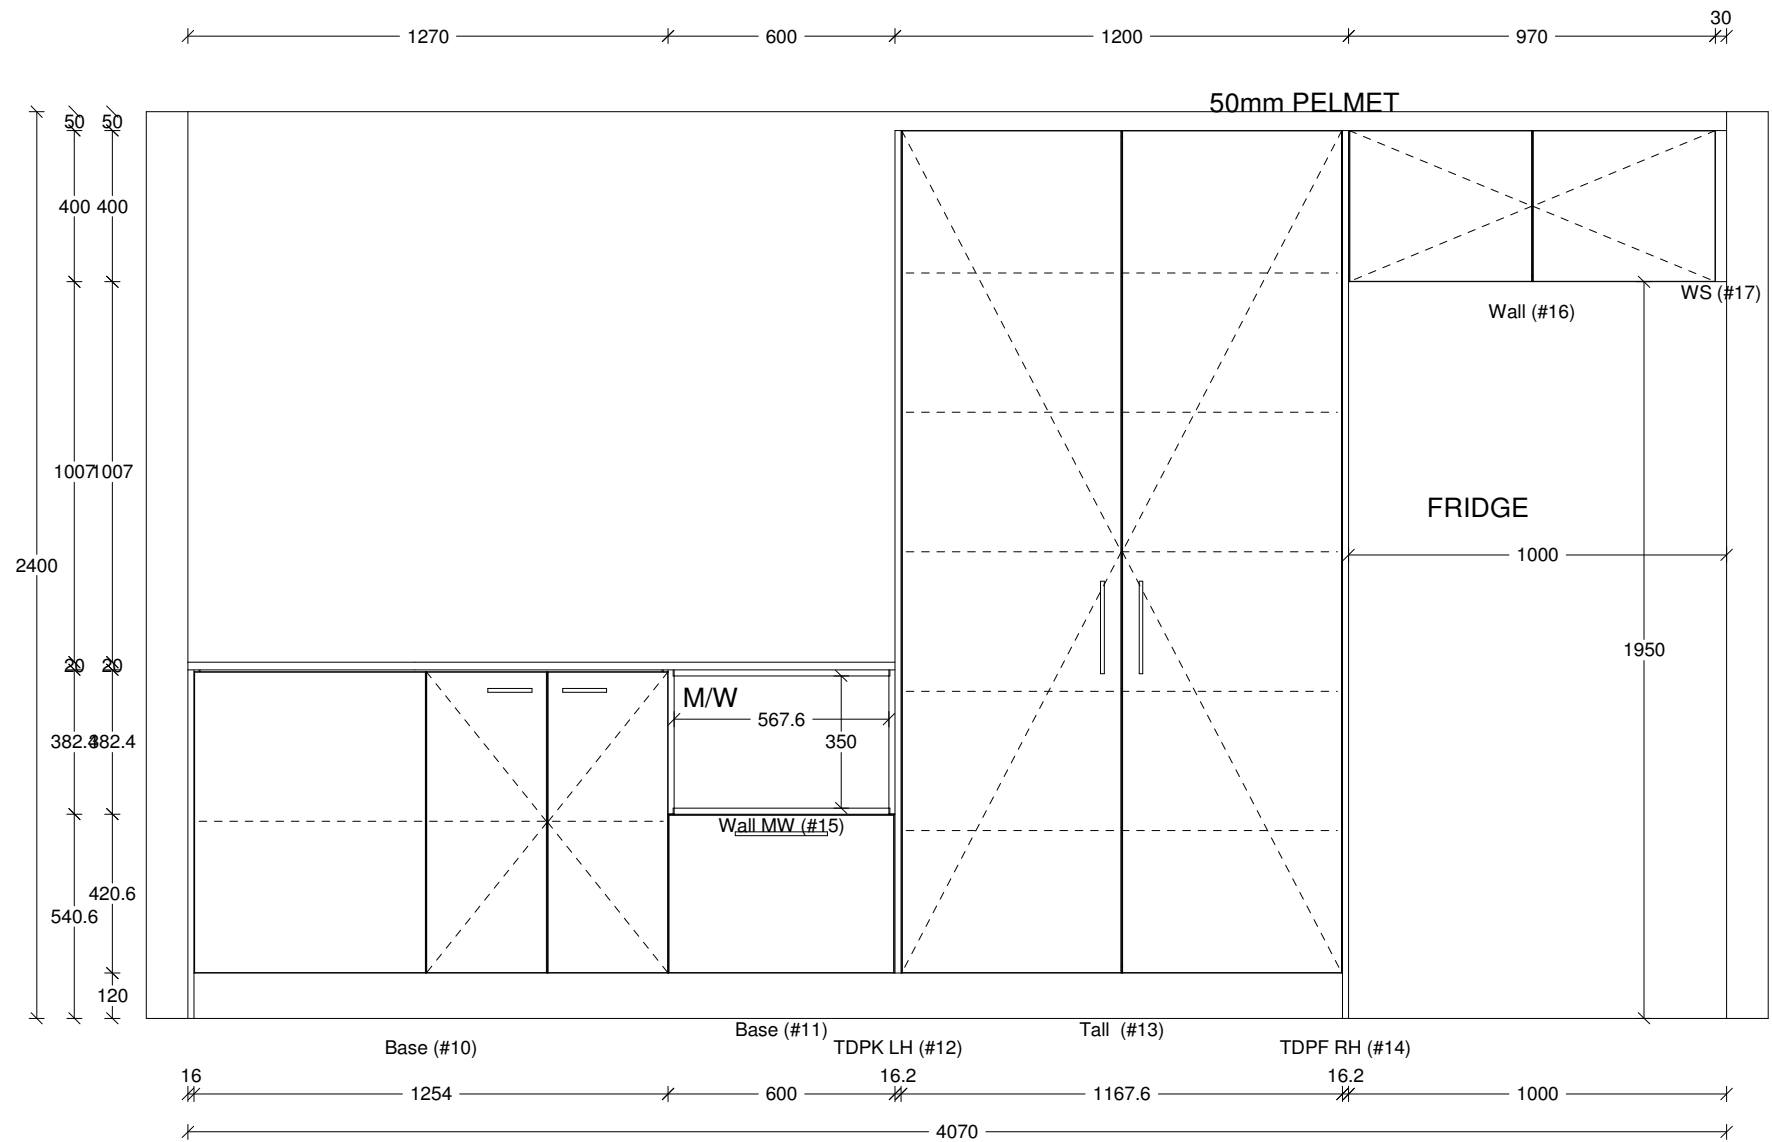 30
1270
600
1200
970
50mm PELMET
50
50
400
400
WS (#17)
Wall (#16)
1007
1007
FRIDGE
1000
2400
1950
20
20
M/W
567.6
382.4
382.4
350
Wall MW (#15)
420.6
540.6
120
Base (#11)
Tall (#13)
Base (#10)
TDPK LH (#12)
TDPF RH (#14)
16
16.2
16.2
1254
600
1167.6
1000
4070